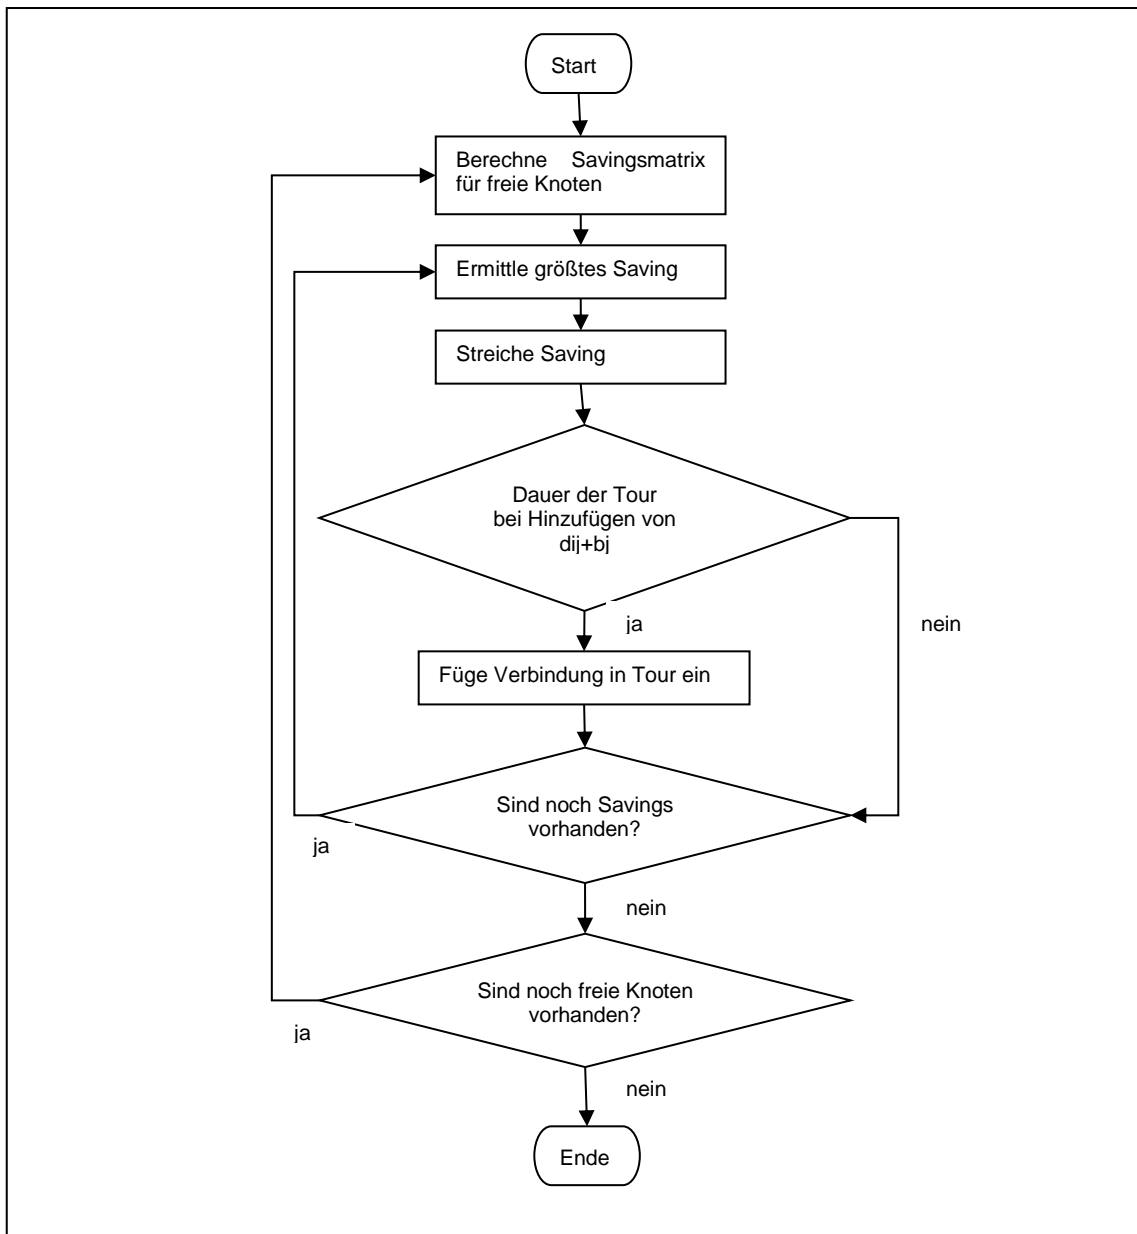 Start
Berechne Savingsmatrix
für freie Knoten
Ermittle größtes Saving
Streiche Saving
Dauer der Tour
bei Hinzufügen von
dij+bj
ja
nein
Füge Verbindung in Tour ein
Sind noch Savings
vorhanden?
ja
nein
Sind noch freie Knoten
vorhanden?
ja
nein
Ende